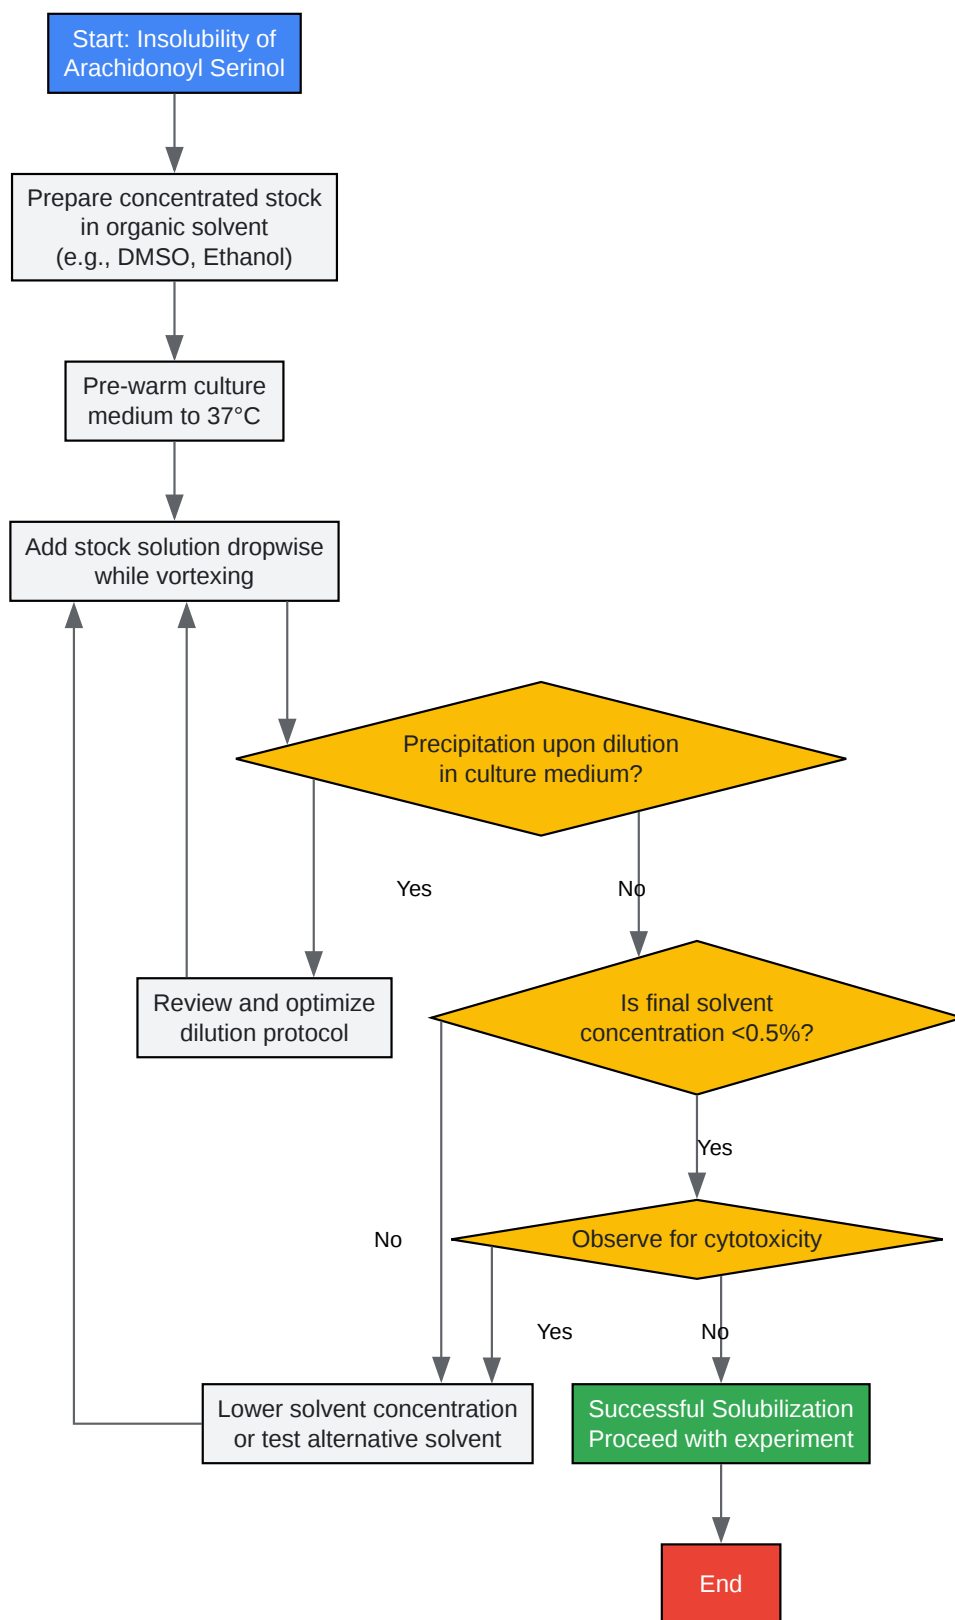 Start: Insolubility of
Arachidonoyl Serinol
Prepare concentrated stock
in organic solvent
(e.g., DMSO, Ethanol)
Pre-warm culture
medium to 37°C
Add stock solution dropwise
while vortexing
Precipitation upon dilution
in culture medium?
Yes
No
Review and optimize
dilution protocol
Is final solvent
concentration <0.5%?
Yes
No
Observe for cytotoxicity
Yes
No
Lower solvent concentration
or test alternative solvent
Successful Solubilization
Proceed with experiment
End